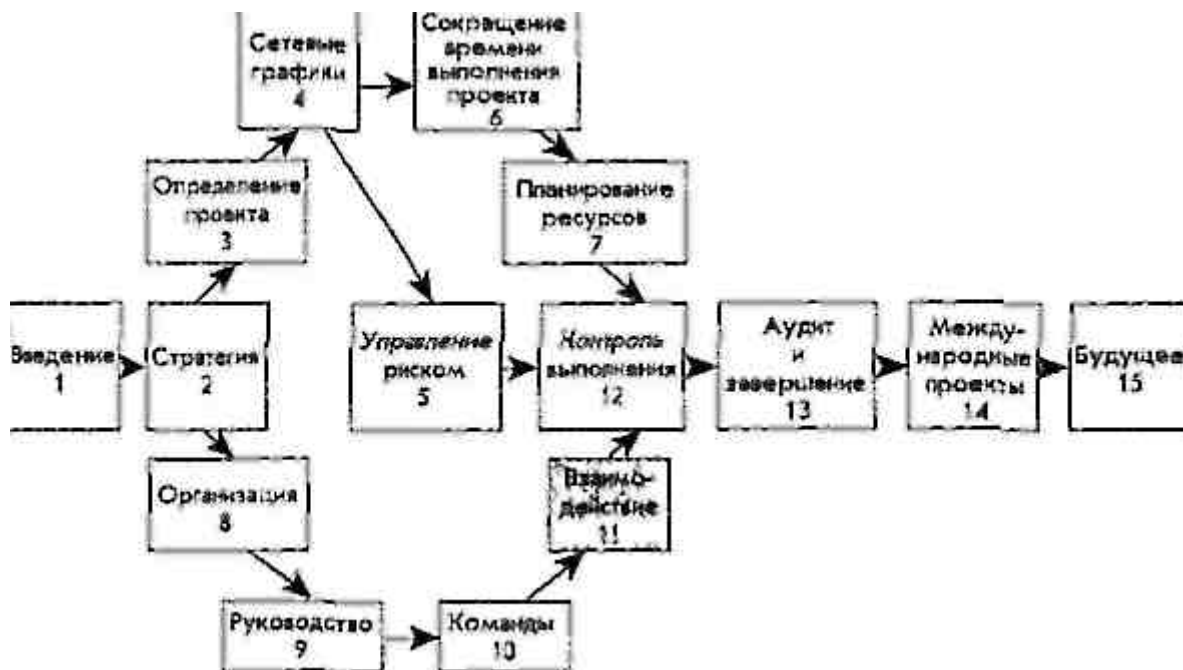 Сетевые
графики
4
Сокращение
времени
выполнения
проекта
6
Определение
проекта
3
Планирование
ресурсов
7
Введение
1
Стратегия
2
Управление
риском
5
Контроль
выполнения
12
Аудит
и
завершение
13
Между-
народные
проекты
14
Будущее
15
Организация
8
Взаимо-
действие
11
Руководство
9
Команды
10